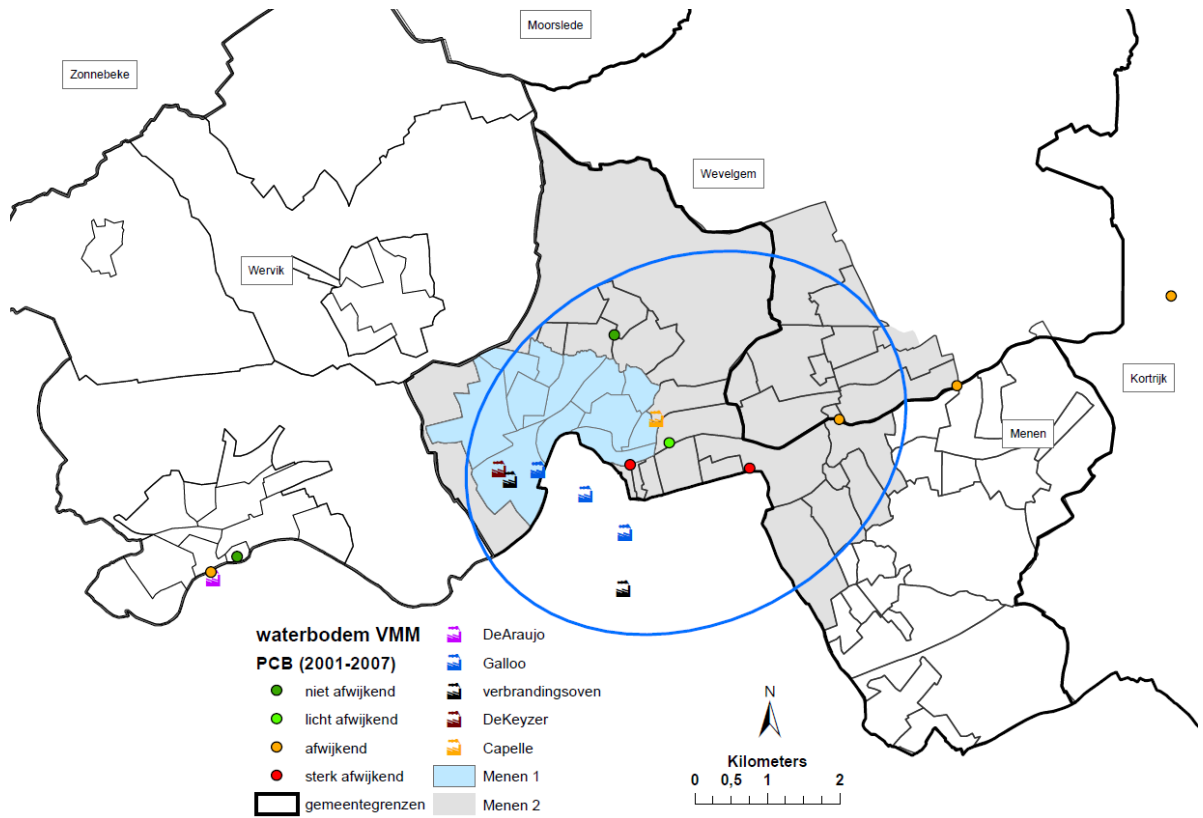 Moorslede
Zonnebeke
Wevelgem
Wervik
Kortrijk
Menen
waterbodem VMM
PCB (2001-2007)
niet afwijkend
licht afwijkend
afwijkend
sterk afwijkend
gemeentegrenzen
DeAraujo
Galloo
verbrandingsoven
DeKeyzer
Capelle
Menen 1
Menen 2
N
Kilometers
0 0,5 1 2